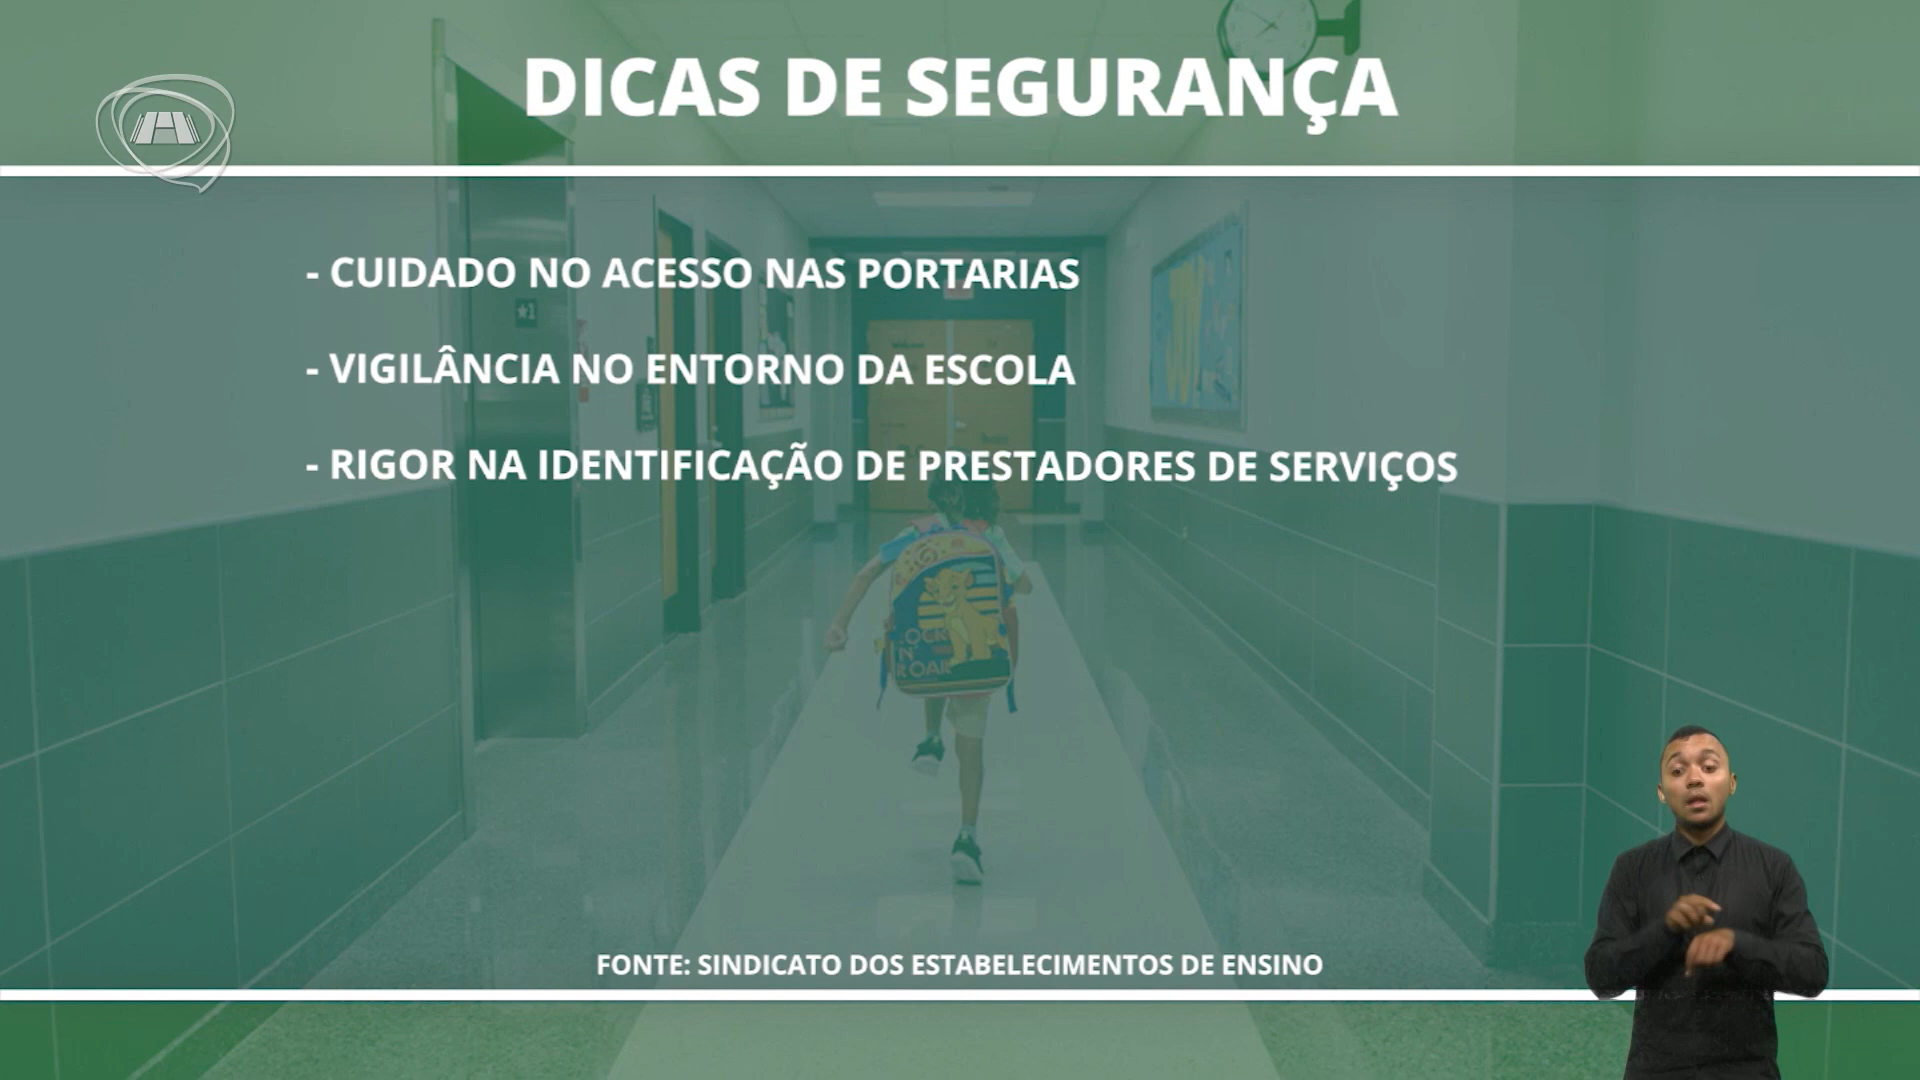 DICAS DE SEGURANÇA
- CUIDADO NO ACESSO NAS PORTARIAS
- VIGILÂNCIA NO ENTORNO DA ESCOLA
- RIGOR NA IDENTIFICAÇÃO DE PRESTADORES DE SERVIÇOS
N'
ROAR
FONTE: SINDICATO DOS ESTABELECIMENTOS DE ENSINO